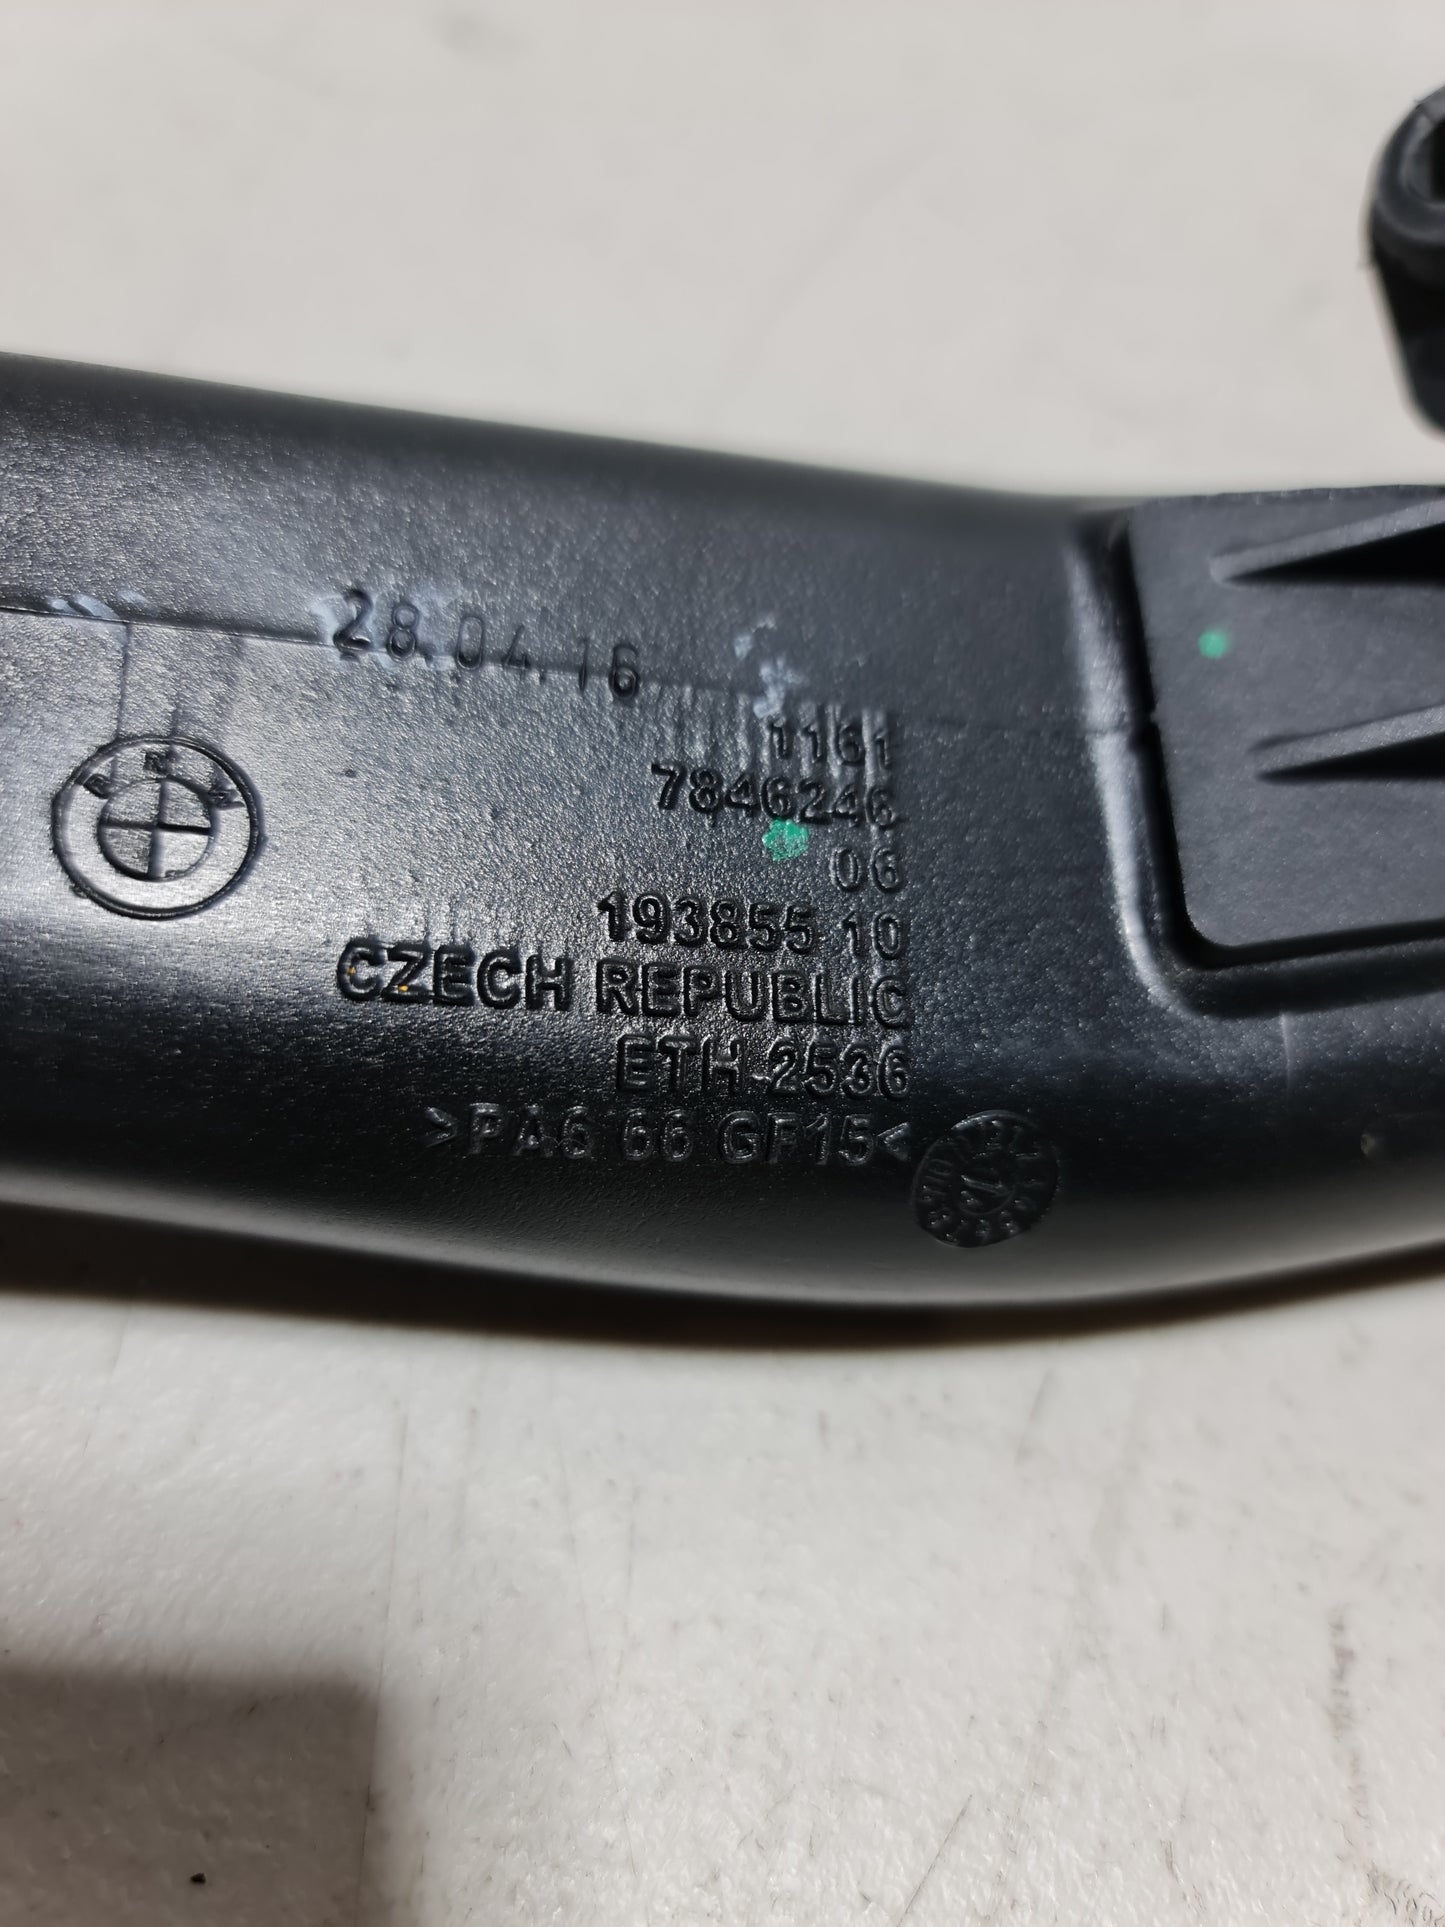 28.04.16
1161
7846246
06
193855 10
CZECH REPUBLIC
ETH-2536
>PA6 66 GF15<